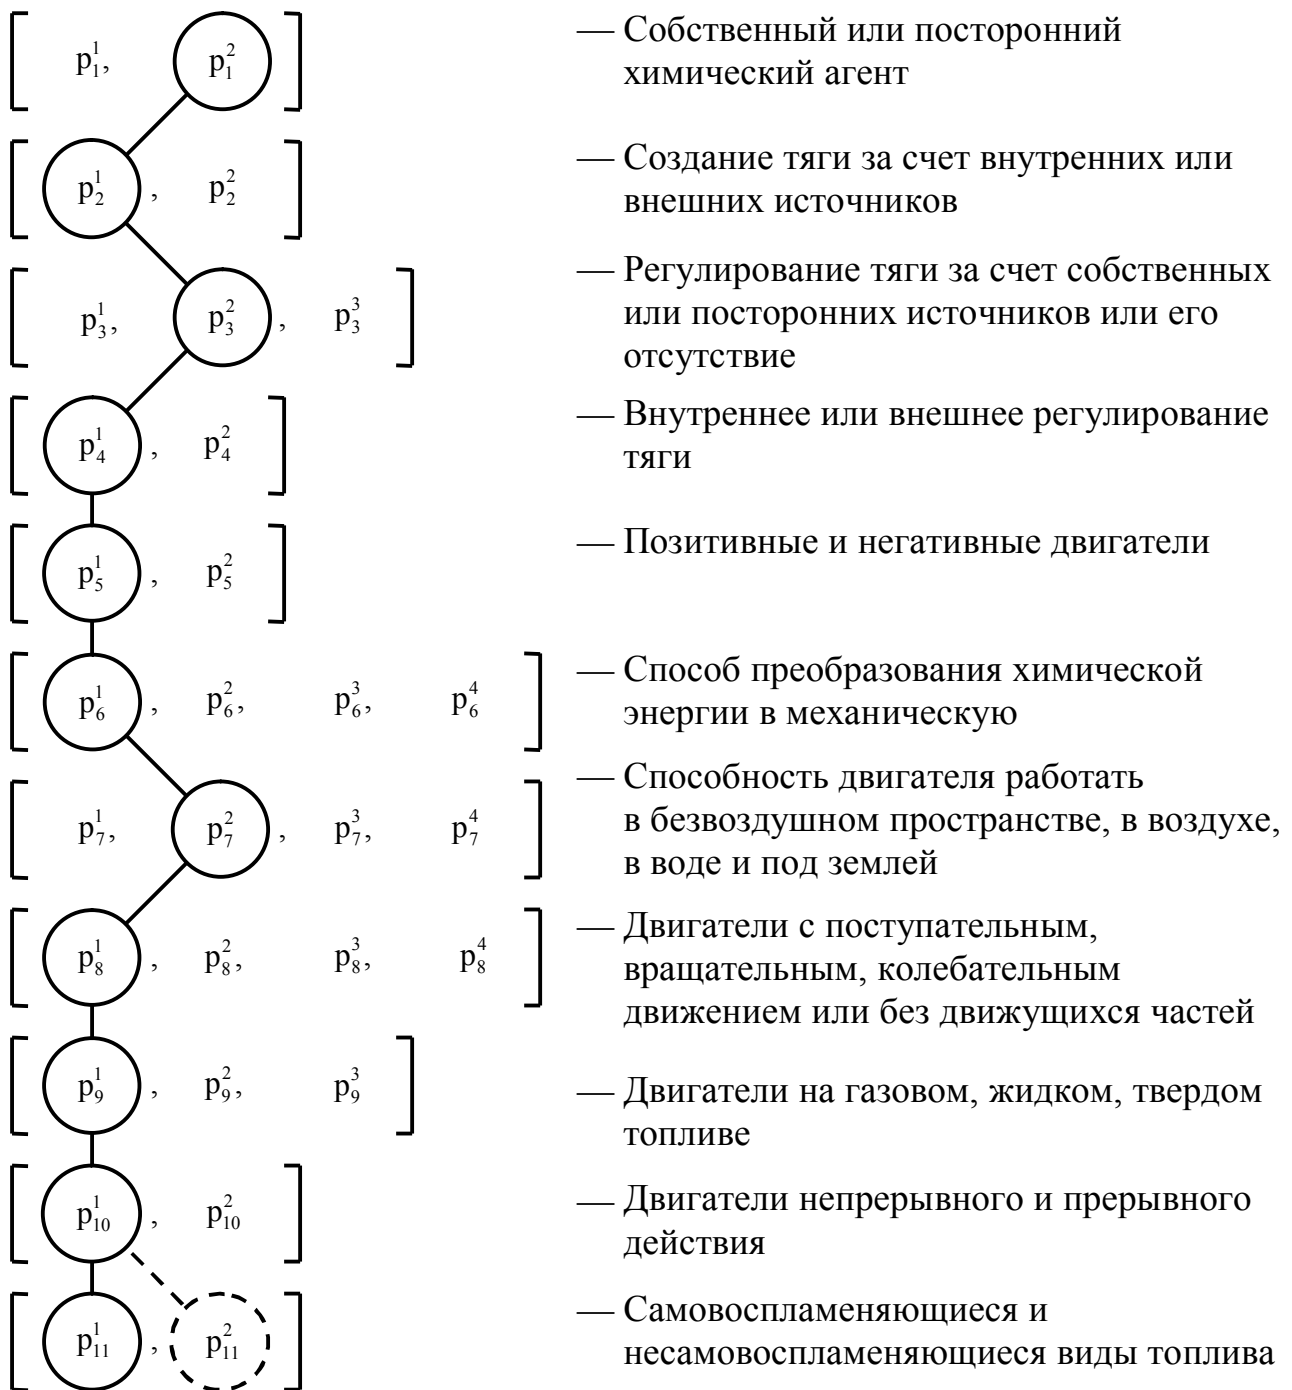 p₁¹, p₁² — Собственный или посторонний
химический агент
p₂¹, p₂² — Создание тяги за счет внутренних или
внешних источников
p₃¹, p₃², p₃³ — Регулирование тяги за счет собственных
или посторонних источников или его
отсутствие
p₄¹, p₄² — Внутреннее или внешнее регулирование
тяги
p₅¹, p₅² — Позитивные и негативные двигатели
p₆¹, p₆², p₆³, p₆⁴ — Способ преобразования химической
энергии в механическую
p₇¹, p₇², p₇³, p₇⁴ — Способность двигателя работать
в безвоздушном пространстве, в воздухе,
в воде и под землей
p₈¹, p₈², p₈³, p₈⁴ — Двигатели с поступательным,
вращательным, колебательным
движением или без движущихся частей
p₉¹, p₉², p₉³ — Двигатели на газовом, жидком, твердом
топливе
p₁₀¹, p₁₀² — Двигатели непрерывного и прерывного
действия
p₁₁¹, p₁₁² — Самовоспламеняющиеся и
несамовоспламеняющиеся виды топлива